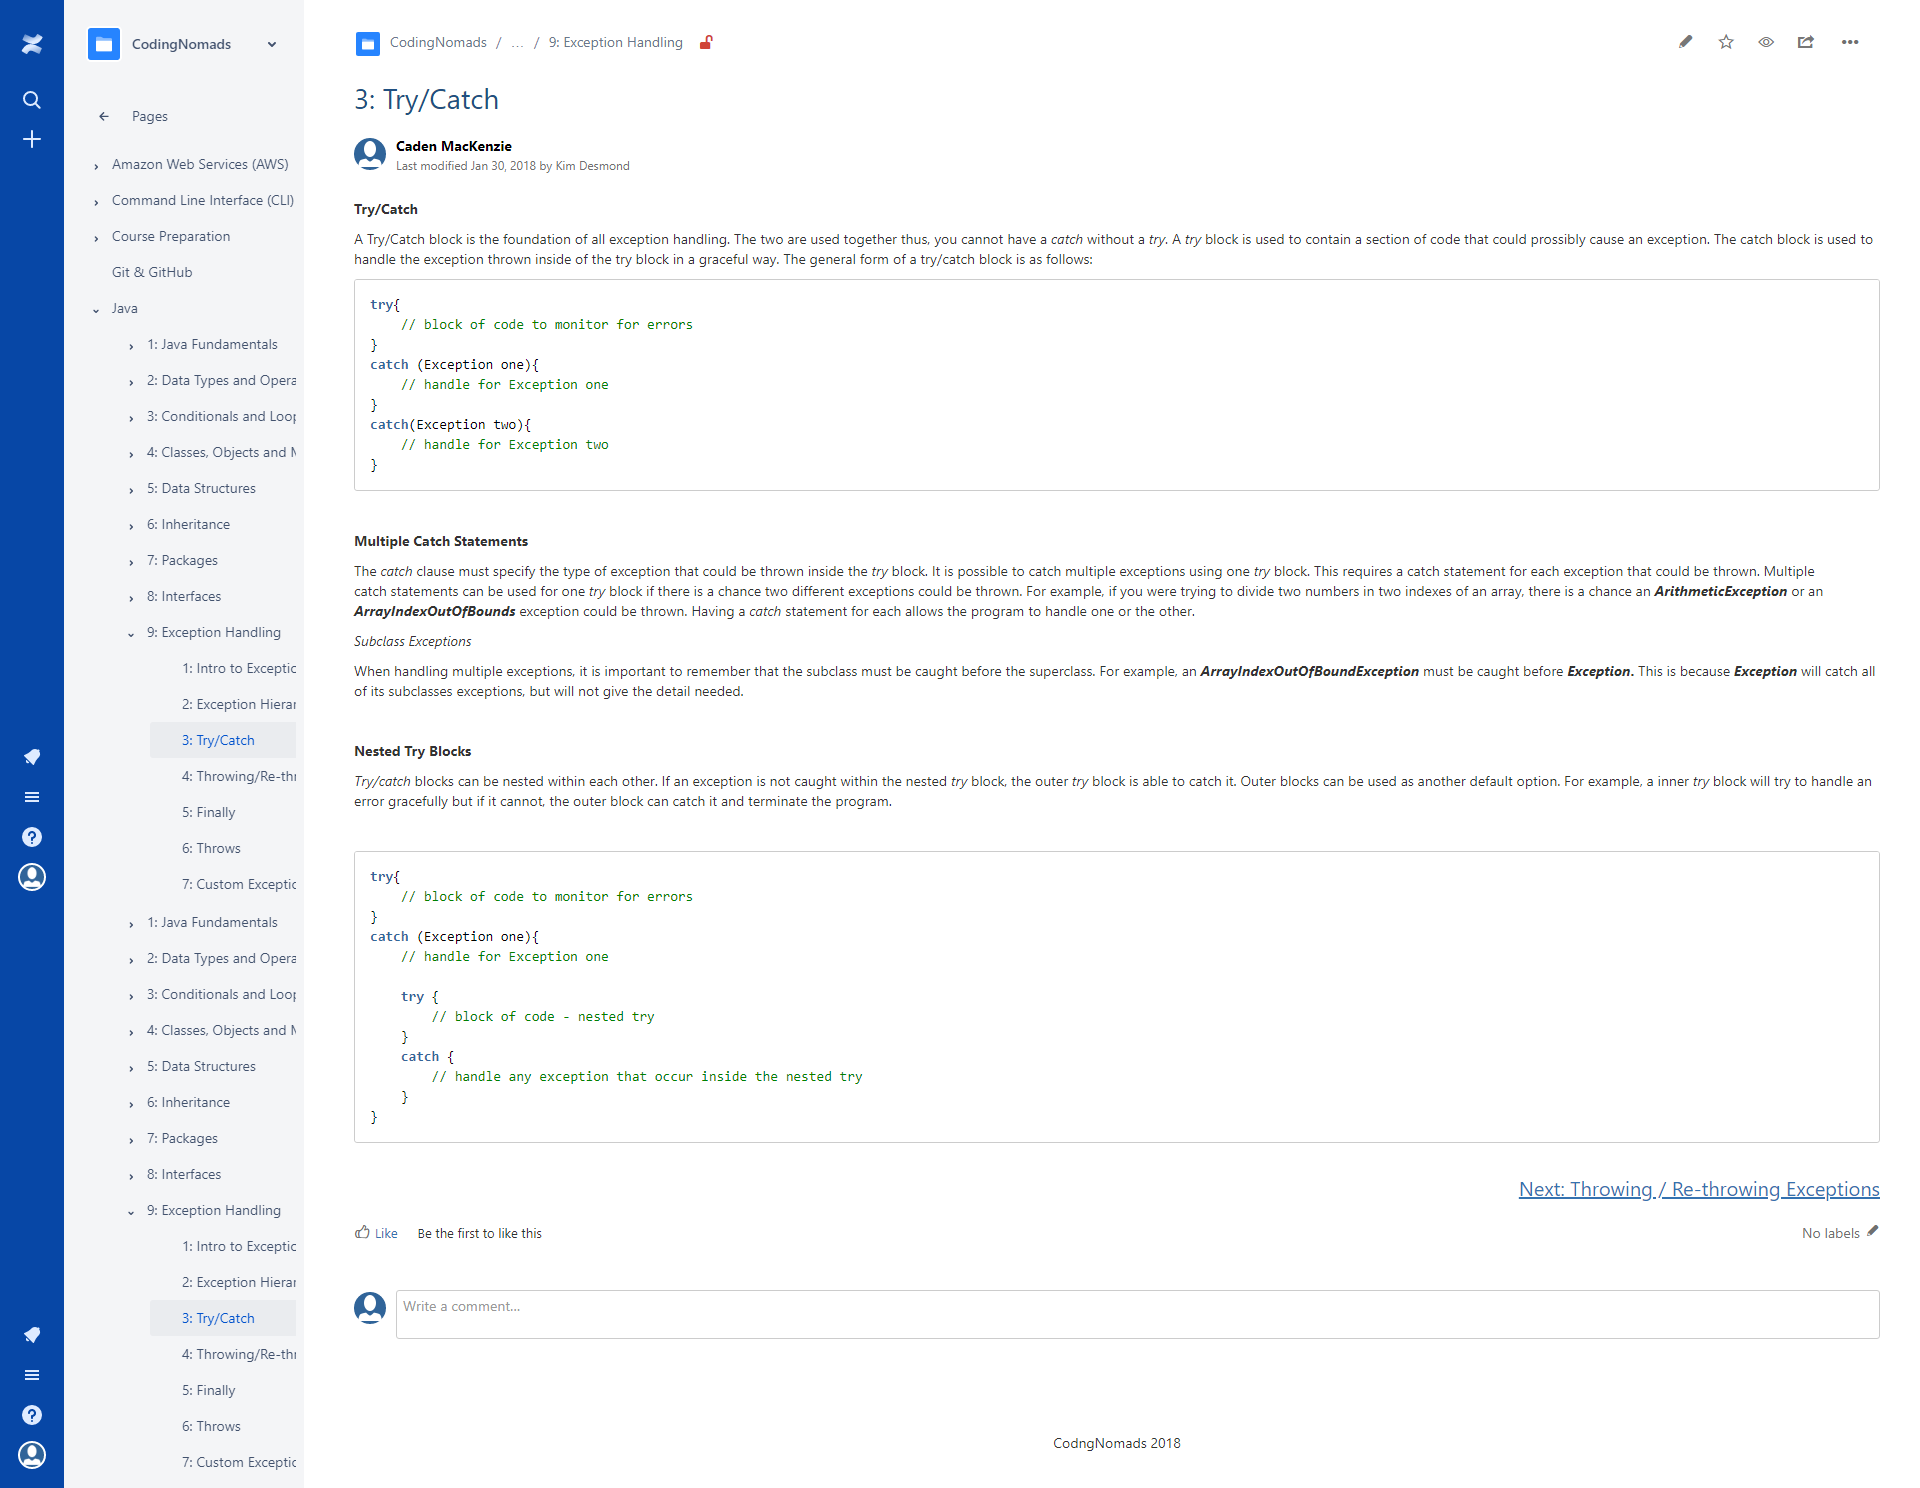 CodingNomads
Pages
Amazon Web Services (AWS)
Command Line Interface (CLI)
Course Preparation
Git & GitHub
Java
1: Java Fundamentals
2: Data Types and Opera
3: Conditionals and Loop
4: Classes, Objects and M
5: Data Structures
6: Inheritance
7: Packages
8: Interfaces
9: Exception Handling
1: Intro to Exceptic
2: Exception Hierar
3: Try/Catch
4: Throwing/Re-thr
5: Finally
6: Throws
7: Custom Exceptic
1: Java Fundamentals
2: Data Types and Opera
3: Conditionals and Loop
4: Classes, Objects and M
5: Data Structures
6: Inheritance
7: Packages
8: Interfaces
9: Exception Handling
1: Intro to Exceptic
2: Exception Hierar
3: Try/Catch
4: Throwing/Re-thr
5: Finally
6: Throws
7: Custom Exceptic
CodingNomads / ... / 9: Exception Handling
3: Try/Catch
Caden MacKenzie
Last modified Jan 30, 2018 by Kim Desmond
Try/Catch
A Try/Catch block is the foundation of all exception handling. The two are used together thus, you cannot have a catch without a try. A try block is used to contain a section of code that could prossibly cause an exception. The catch block is used to
handle the exception thrown inside of the try block in a graceful way. The general form of a try/catch block is as follows:
try{
    // block of code to monitor for errors
}
catch (Exception one){
    // handle for Exception one
}
catch(Exception two){
    // handle for Exception two
}
Multiple Catch Statements
The catch clause must specify the type of exception that could be thrown inside the try block. It is possible to catch multiple exceptions using one try block. This requires a catch statement for each exception that could be thrown. Multiple
catch statements can be used for one try block if there is a chance two different exceptions could be thrown. For example, if you were trying to divide two numbers in two indexes of an array, there is a chance an ArithmeticException or an
ArrayIndexOutOfBounds exception could be thrown. Having a catch statement for each allows the program to handle one or the other.
Subclass Exceptions
When handling multiple exceptions, it is important to remember that the subclass must be caught before the superclass. For example, an ArrayIndexOutOfBoundException must be caught before Exception. This is because Exception will catch all
of its subclasses exceptions, but will not give the detail needed.
Nested Try Blocks
Try/catch blocks can be nested within each other. If an exception is not caught within the nested try block, the outer try block is able to catch it. Outer blocks can be used as another default option. For example, a inner try block will try to handle an
error gracefully but if it cannot, the outer block can catch it and terminate the program.
try{
    // block of code to monitor for errors
}
catch (Exception one){
    // handle for Exception one
    try {
        // block of code - nested try
    }
    catch {
        // handle any exception that occur inside the nested try
    }
}
Next: Throwing / Re-throwing Exceptions
Like Be the first to like this
No labels
Write a comment...
CodngNomads 2018